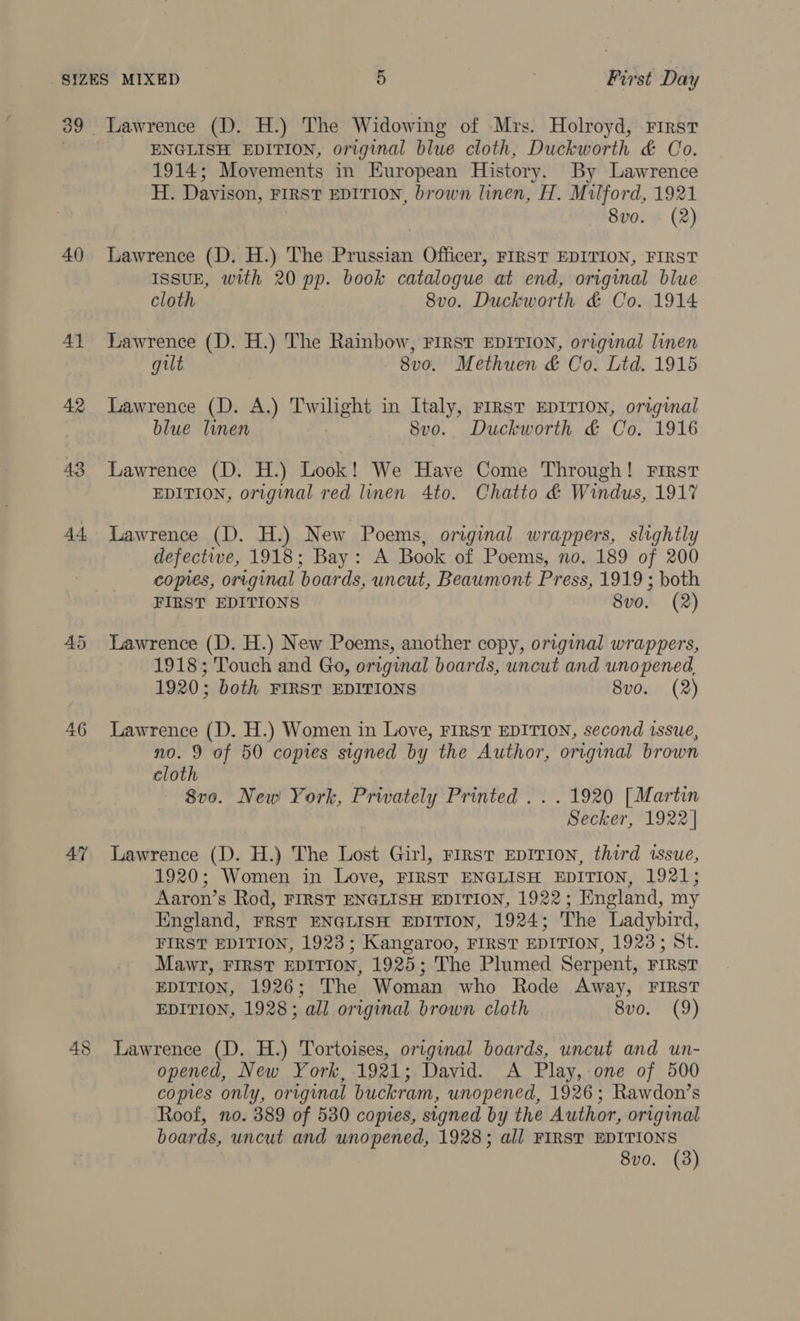 SIZES MIXED 5 First Day
39 Lawrence (D. H.) The Widowing of Mrs. Holroyd, FIRST
ENGLISH EDITION, original blue cloth, Duckworth & Co.
1914; Movements in European History. By Lawrence
H. Davison, FIRST EDITION, brown linen, H. Milford, 1921
8vo. (2)
40 Lawrence (D. H.) The Prussian Officer, FIRST EDITION, FIRST
ISSUE, with 20 pp. book catalogue at end, original blue
cloth 8vo. Duckworth & Co. 1914
41 Lawrence (D. H.) The Rainbow, FIRST EDITION, original linen
gilt 8vo. Methuen & Co. Ltd. 1915
42 Lawrence (D. A.) Twilight in Italy, FIRST EDITION, original
blue linen 8vo. Duckworth & Co. 1916
43 Lawrence (D. H.) Look! We Have Come Through! FIRST
EDITION, original red linen 4to. Chatto & Windus, 1917
44 Lawrence (D. H.) New Poems, original wrappers, slightly
defective, 1918; Bay: A Book of Poems, no. 189 of 200
copies, original boards, uncut, Beaumont Press, 1919; both
FIRST EDITIONS 8vo. (2)
45 Lawrence (D. H.) New Poems, another copy, original wrappers,
1918; Touch and Go, original boards, uncut and unopened,
1920; both FIRST EDITIONS 8vo. (2)
46 Lawrence (D. H.) Women in Love, FIRST EDITION, second issue,
no. 9 of 50 copies signed by the Author, original brown
cloth
8vo. New York, Privately Printed . . . 1920 [Martin
Secker, 1922]
47 Lawrence (D. H.) The Lost Girl, FIRST EDITION, third issue,
1920; Women in Love, FIRST ENGLISH EDITION, 1921;
Aaron's Rod, FIRST ENGLISH EDITION, 1922; England, my
England, FRST ENGLISH EDITION, 1924; The Ladybird,
FIRST EDITION, 1923; Kangaroo, FIRST EDITION, 1923; St.
Mawr, FIRST EDITION, 1925; The Plumed Serpent, FIRST
EDITION, 1926; The Woman who Rode Away, FIRST
EDITION, 1928; all original brown cloth 8vo. (9)
48 Lawrence (D. H.) Tortoises, original boards, uncut and un-
opened, New York, 1921; David. A Play, one of 500
copies only, original buckram, unopened, 1926; Rawdon's
Roof, no. 389 of 530 copies, signed by the Author, original
boards, uncut and unopened, 1928; all FIRST EDITIONS
8vo. (3)